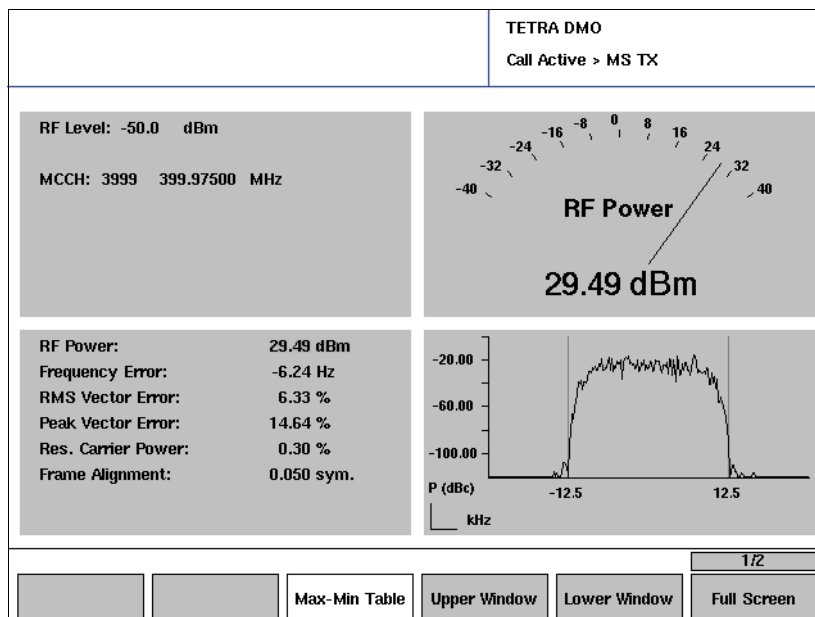 TETRA DMO
Call Active > MS TX
RF Level: -50.0 dBm
MCCH: 3999 399.97500 MHz
-40 -32 -24 -16 -8 0 8 16 24 32 40
RF Power
29.49 dBm
RF Power: 29.49 dBm
Frequency Error: -6.24 Hz
RMS Vector Error: 6.33 %
Peak Vector Error: 14.64 %
Res. Carrier Power: 0.30 %
Frame Alignment: 0.050 sym.
-20.00
-60.00
-100.00
P (dBc)
-12.5 12.5
kHz
1/2
Max-Min Table Upper Window Lower Window Full Screen